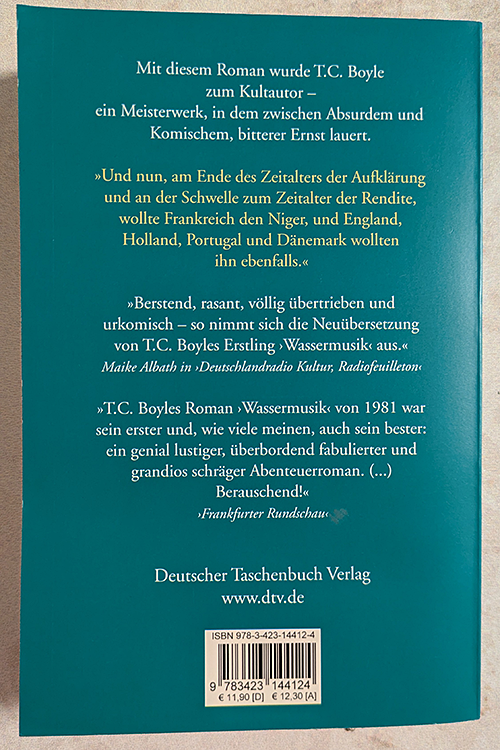 Mit diesem Roman wurde T.C. Boyle
zum Kultautor –
ein Meisterwerk, in dem zwischen Absurdem und
Komischem, bitterer Ernst lauert.
»Und nun, am Ende des Zeitalters der Aufklärung
und an der Schwelle zum Zeitalter der Rendite,
wollte Frankreich den Niger, und England,
Holland, Portugal und Dänemark wollten
ihn ebenfalls.«
»Berstend, rasant, völlig übertrieben und
urkomisch – so nimmt sich die Neuübersetzung
von T.C. Boyles Erstling ›Wassermusik‹ aus.«
Maike Albath in ›Deutschlandradio Kultur, Radiofeuilleton‹
»T.C. Boyles Roman ›Wassermusik‹ von 1981 war
sein erster und, wie viele meinen, auch sein bester:
ein genial lustiger, überbordend fabulierter und
grandios schräger Abenteuerroman. (...)
Berauschend!«
›Frankfurter Rundschau‹
Deutscher Taschenbuch Verlag
www.dtv.de
ISBN 978-3-423-14412-4
9 783423 144124
€ 11,90 [D] € 12,30 [A]